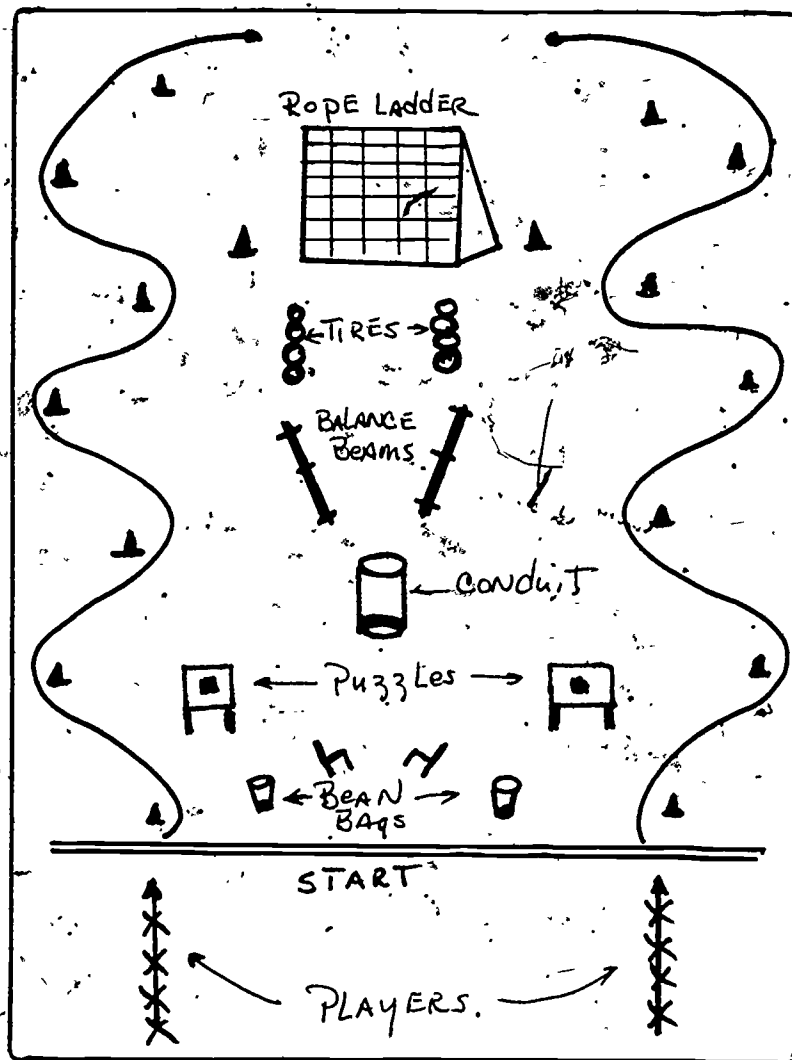 ROPE LADDER
TIRES
BALANCE
BEAMS
CONDUIT
PuzzLes
BEAN
BAgS
START
PLAYERS.